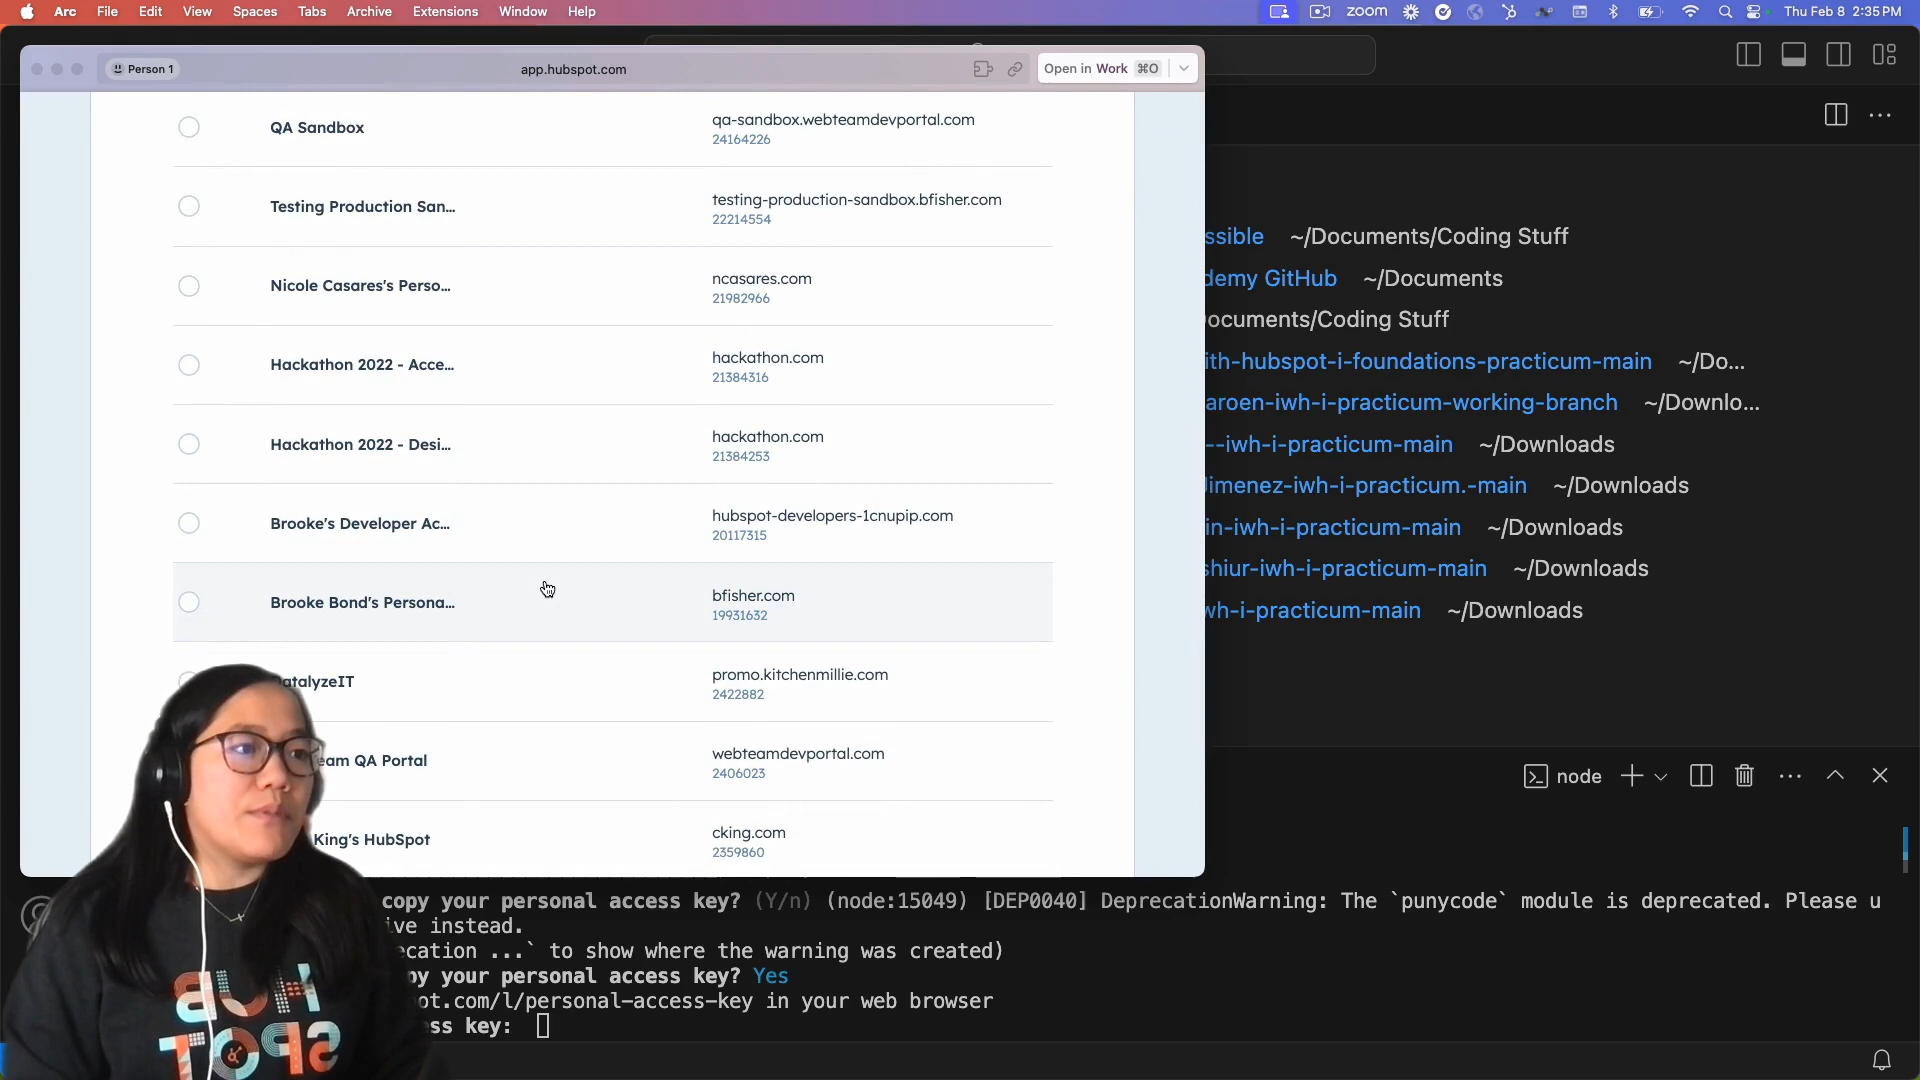 Arc File Edit View Spaces Tabs Archive Extensions Window Help
zoom Thu Feb 8 2:35 PM
Person 1
app.hubspot.com
Open in Work ⌘O
QA Sandbox
qa-sandbox.webteamdevportal.com
24164226
Testing Production San...
testing-production-sandbox.bfisher.com
22214554
Nicole Casares's Perso...
ncasares.com
21982966
Hackathon 2022 - Acce...
hackathon.com
21384316
Hackathon 2022 - Desi...
hackathon.com
21384253
Brooke's Developer Ac...
hubspot-developers-1cnupip.com
20117315
Brooke Bond's Persona...
bfisher.com
19931632
atalyzeIT
promo.kitchenmillie.com
2422882
eam QA Portal
webteamdevportal.com
2406023
King's HubSpot
cking.com
2359860
ssible ~/Documents/Coding Stuff
demy GitHub ~/Documents
ocuments/Coding Stuff
ith-hubspot-i-foundations-practicum-main ~/Do...
aroen-iwh-i-practicum-working-branch ~/Downlo...
--iwh-i-practicum-main ~/Downloads
Jimenez-iwh-i-practicum.-main ~/Downloads
in-iwh-i-practicum-main ~/Downloads
shiur-iwh-i-practicum-main ~/Downloads
wh-i-practicum-main ~/Downloads
node
copy your personal access key? (Y/n) (node:15049) [DEP0040] DeprecationWarning: The `punycode` module is deprecated. Please u
ive instead.
ecation ...` to show where the warning was created)
py your personal access key? Yes
ot.com/l/personal-access-key in your web browser
ss key:
HUB
SPOT